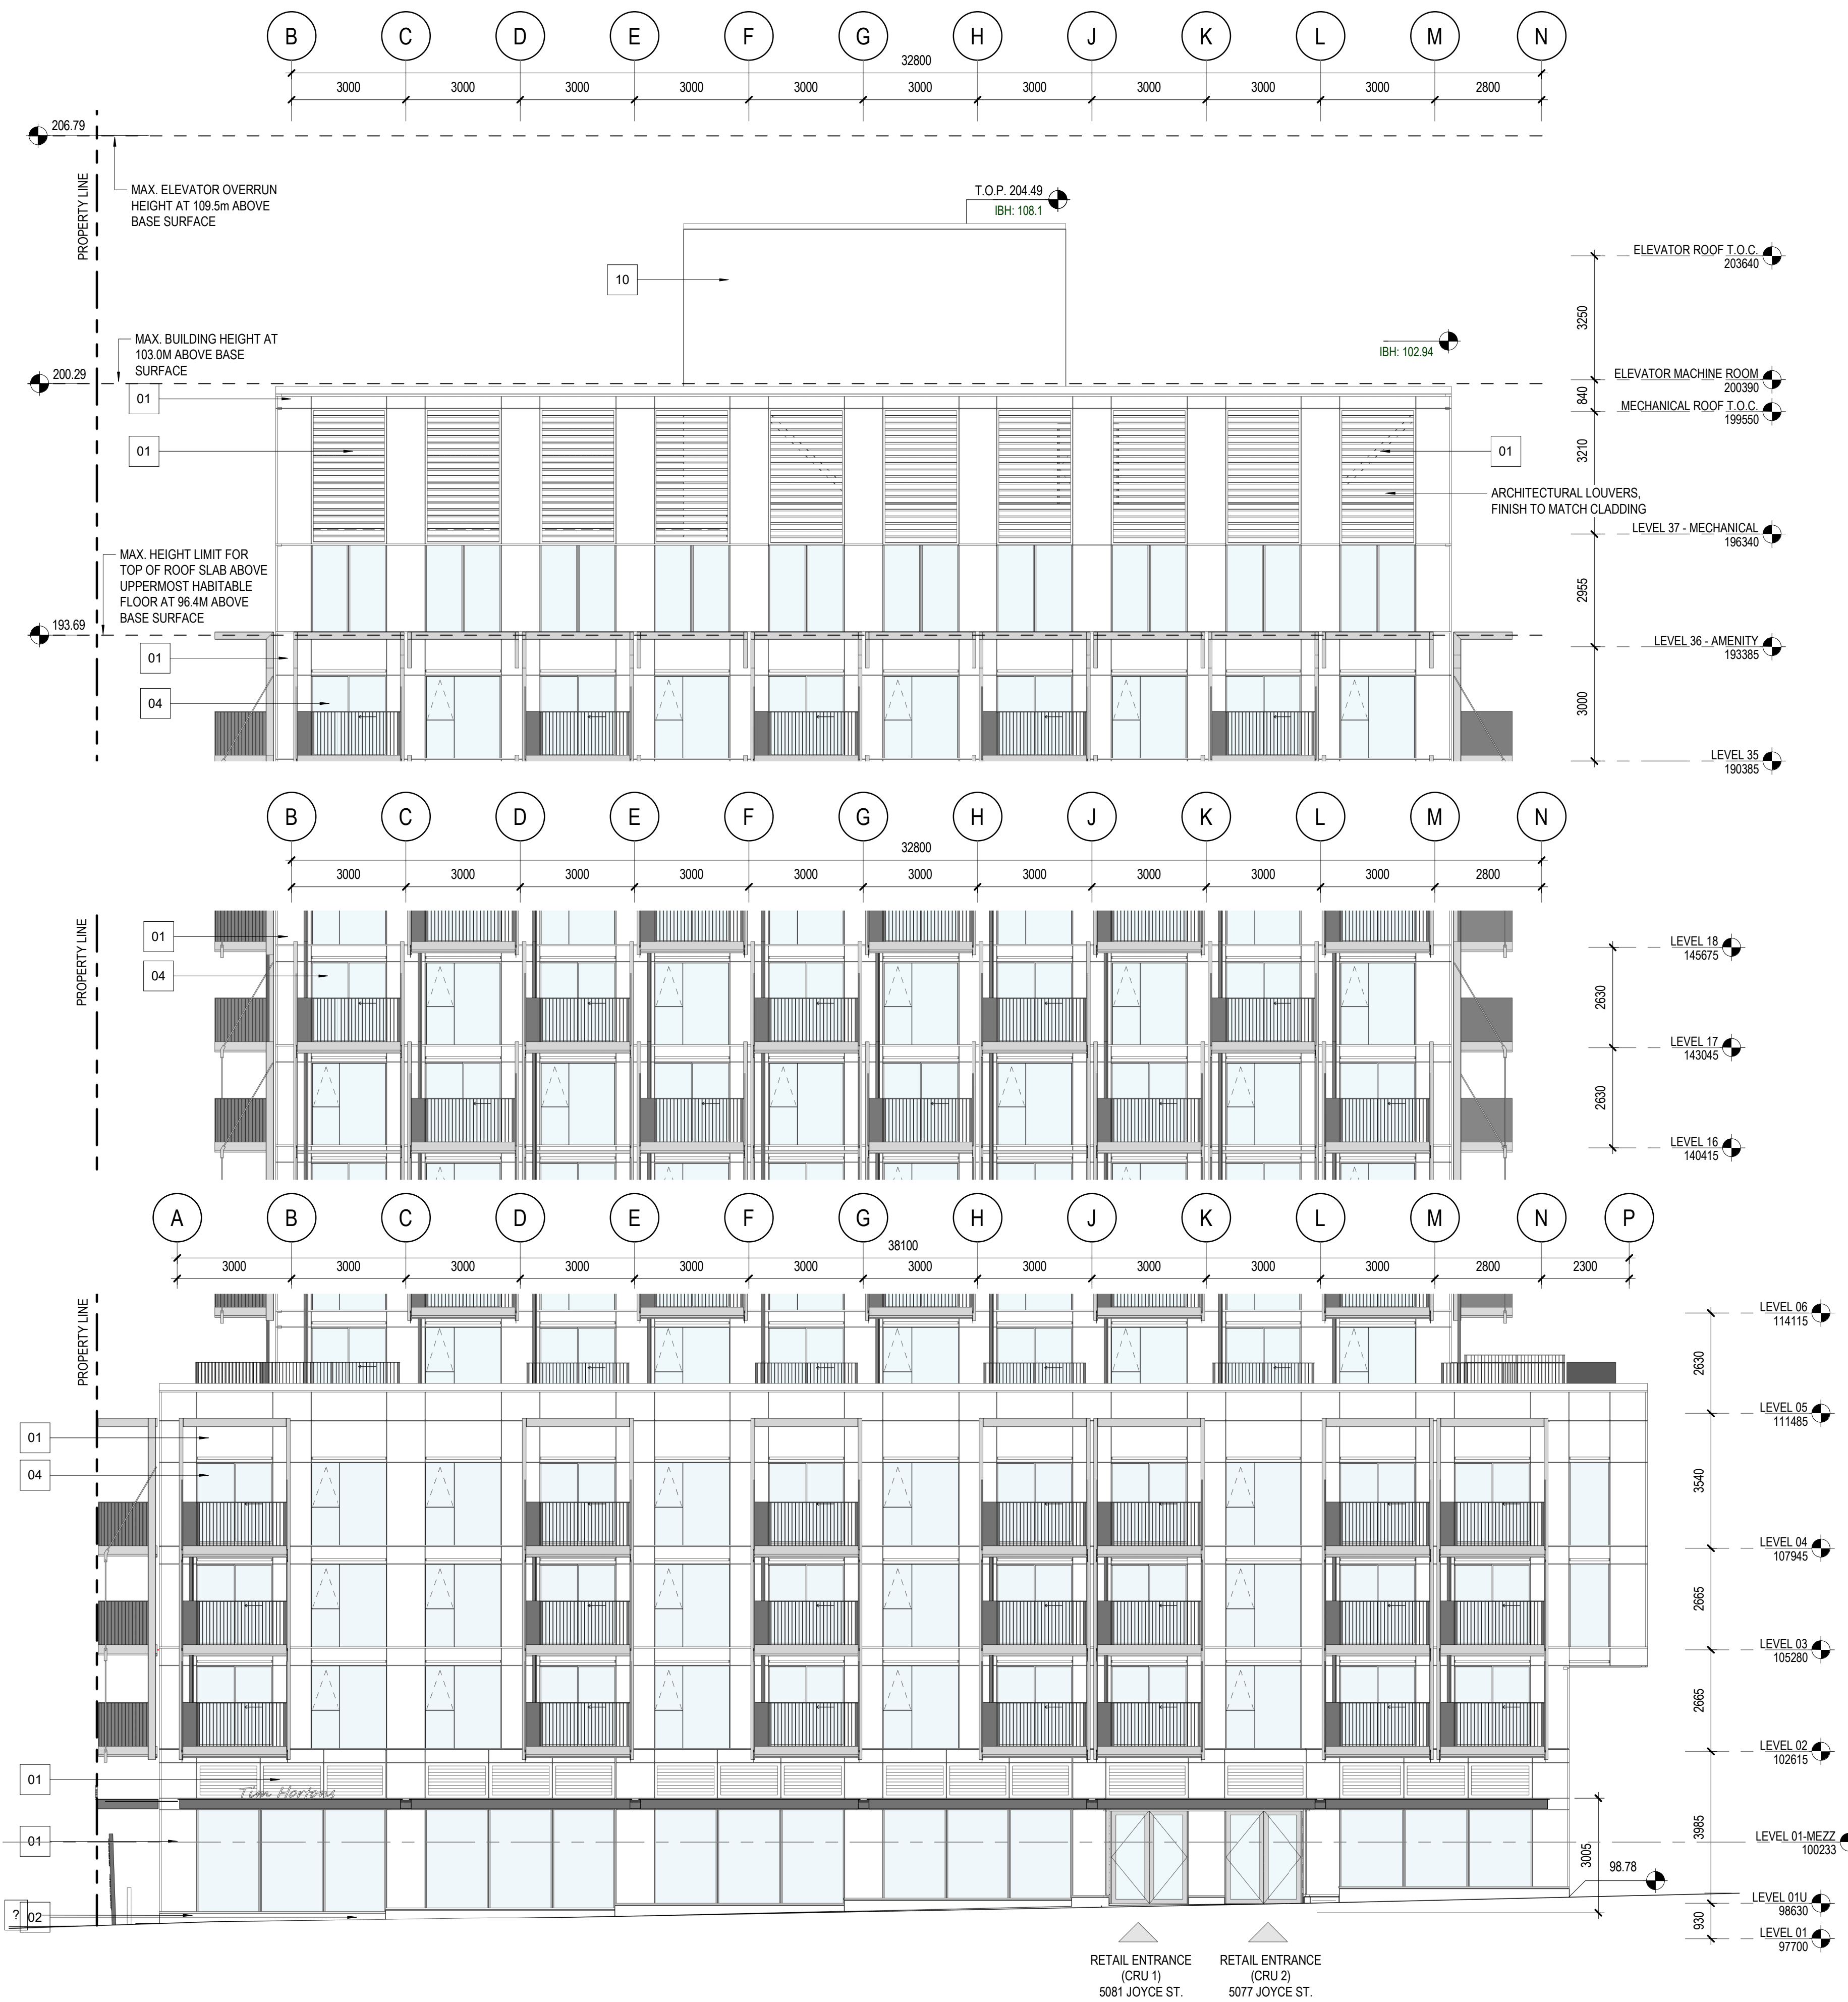 B C D E F G H J K L M N
32800
3000 3000 3000 3000 3000 3000 3000 3000 3000 3000 2800
206.79
PROPERTY LINE
MAX. ELEVATOR OVERRUN
HEIGHT AT 109.5m ABOVE
BASE SURFACE
T.O.P. 204.49
IBH: 108.1
10
ELEVATOR ROOF T.O.C.
203640
3250
MAX. BUILDING HEIGHT AT
103.0M ABOVE BASE
SURFACE
IBH: 102.94
200.29
ELEVATOR MACHINE ROOM
200390
01
840
MECHANICAL ROOF T.O.C.
199550
01
3210
01
ARCHITECTURAL LOUVERS,
FINISH TO MATCH CLADDING
LEVEL 37 - MECHANICAL
196340
MAX. HEIGHT LIMIT FOR
TOP OF ROOF SLAB ABOVE
UPPERMOST HABITABLE
FLOOR AT 96.4M ABOVE
BASE SURFACE
2955
193.69
LEVEL 36 - AMENITY
193385
01
04
3000
LEVEL 35
190385
B C D E F G H J K L M N
32800
3000 3000 3000 3000 3000 3000 3000 3000 3000 3000 2800
PROPERTY LINE
01
04
LEVEL 18
145675
2630
LEVEL 17
143045
2630
LEVEL 16
140415
A B C D E F G H J K L M N P
38100
3000 3000 3000 3000 3000 3000 3000 3000 3000 3000 3000 2800 2300
PROPERTY LINE
LEVEL 06
114115
2630
LEVEL 05
111485
01
04
3540
LEVEL 04
107945
2665
LEVEL 03
105280
2665
LEVEL 02
102615
01
Tim Hortons
01
3985
3005
LEVEL 01-MEZZ
100233
98.78
LEVEL 01U
98630
? 02
930
LEVEL 01
97700
RETAIL ENTRANCE
(CRU 1)
5081 JOYCE ST.
RETAIL ENTRANCE
(CRU 2)
5077 JOYCE ST.